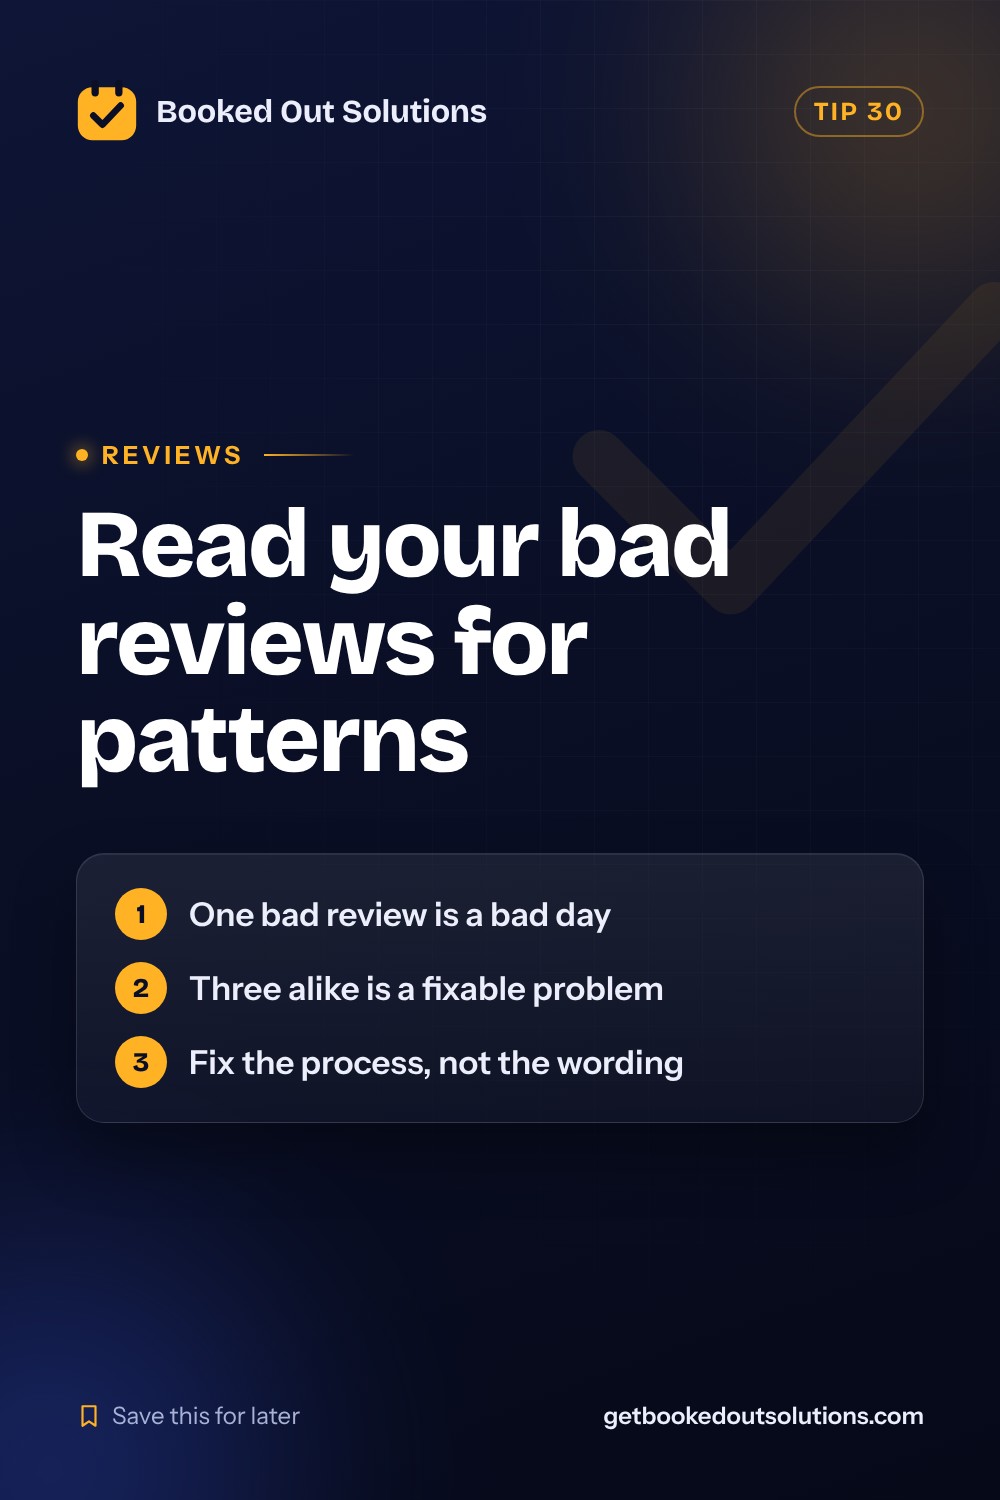 Booked Out Solutions
TIP 30
REVIEWS
Read your bad
reviews for
patterns
1 One bad review is a bad day
2 Three alike is a fixable problem
3 Fix the process, not the wording
Save this for later
getbookedoutsolutions.com